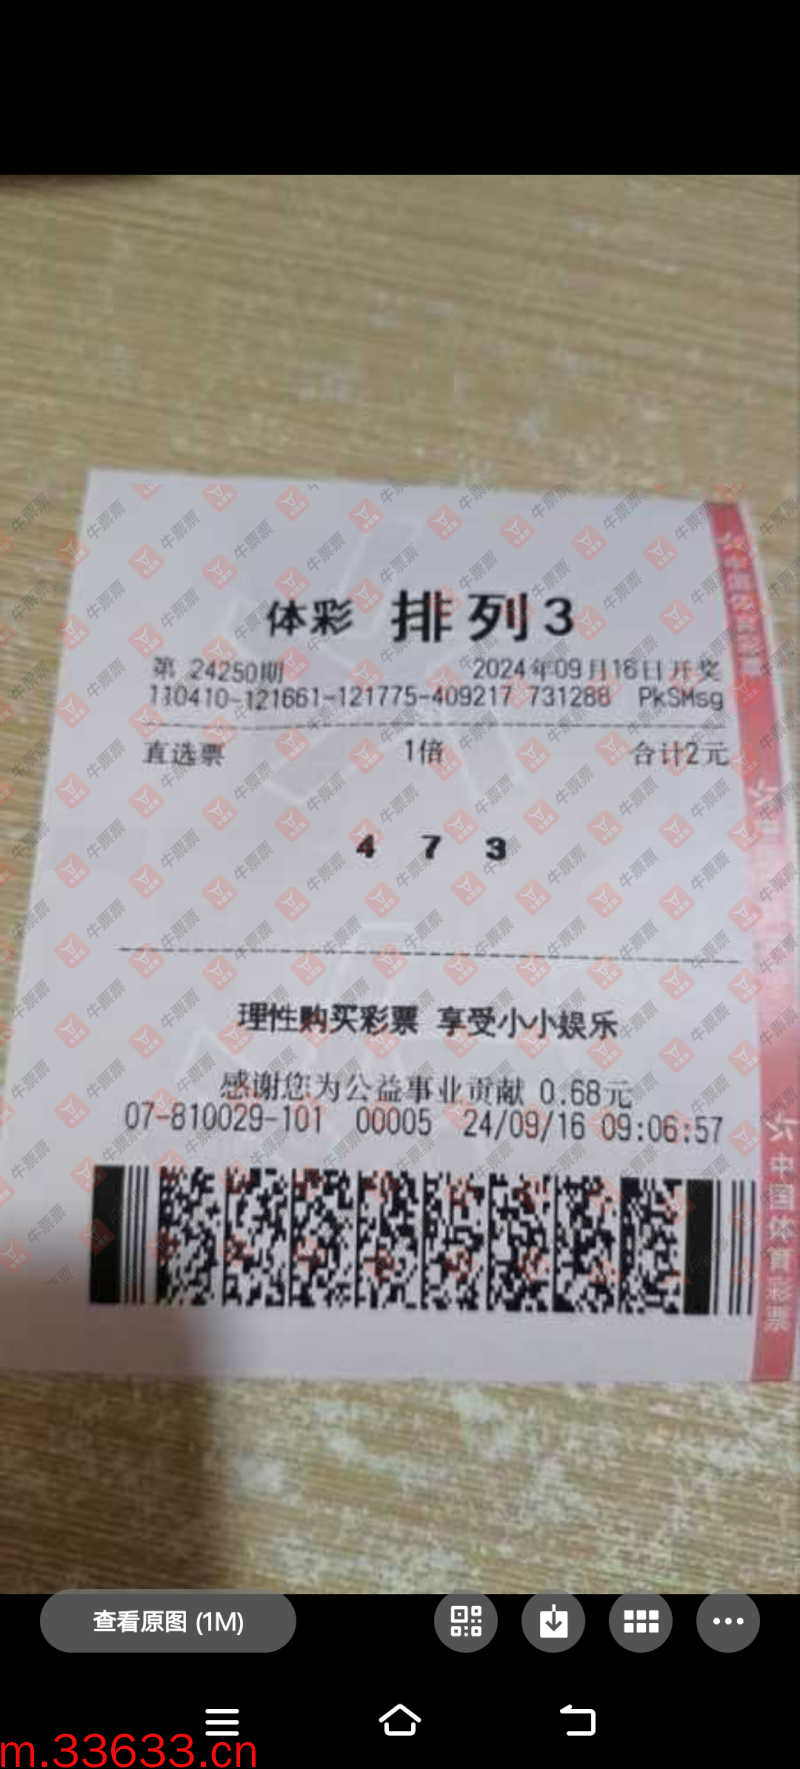 体彩 排列3
第 24250期 2024年09月16日开奖
110410-121661-121775-409217 731288 PkSMsg
直选票 1倍 合计2元
4 7 3
理性购买彩票 享受小小娱乐
感谢您为公益事业贡献 0.68元
07-810029-101 00005 24/09/16 09:06:57
中国体育彩票
牛票票
查看原图 (1M)
m.33633.cn